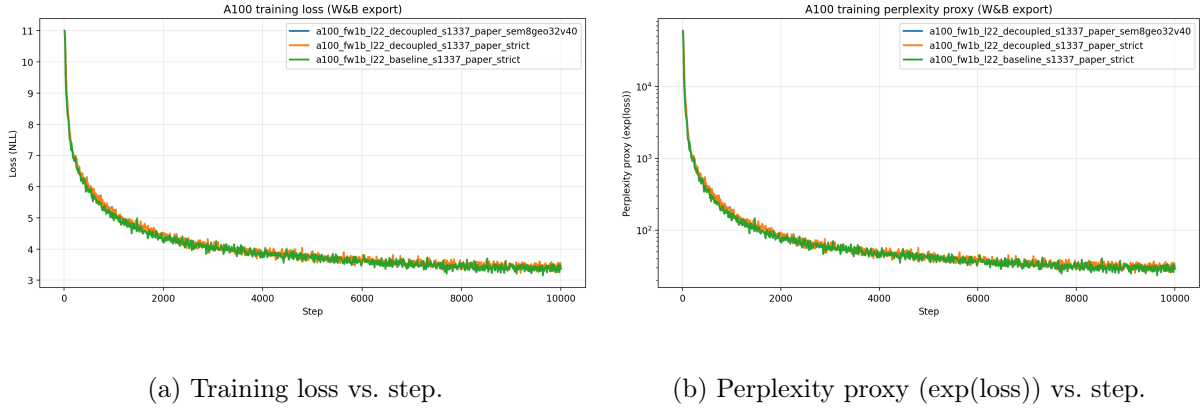 A100 training loss (W&B export)
a100_fw1b_l22_decoupled_s1337_paper_sem8geo32v40
a100_fw1b_l22_decoupled_s1337_paper_strict
a100_fw1b_l22_baseline_s1337_paper_strict
Loss (NLL)
11
10
9
8
7
6
5
4
3
0
2000
4000
6000
8000
10000
Step
(a) Training loss vs. step.
A100 training perplexity proxy (W&B export)
a100_fw1b_l22_decoupled_s1337_paper_sem8geo32v40
a100_fw1b_l22_decoupled_s1337_paper_strict
a100_fw1b_l22_baseline_s1337_paper_strict
Perplexity proxy (exp(loss))
10⁴
10³
10²
0
2000
4000
6000
8000
10000
Step
(b) Perplexity proxy (exp(loss)) vs. step.